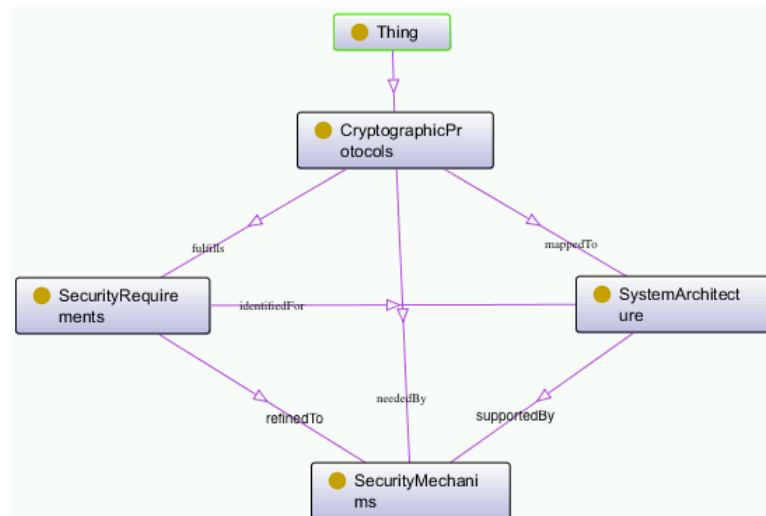 Thing
CryptographicPr
otocols
fulfills
mappedTo
SecurityRequire
ments
identifiedFor
SystemArchitect
ure
neededBy
refinedTo
supportedBy
SecurityMechani
ms